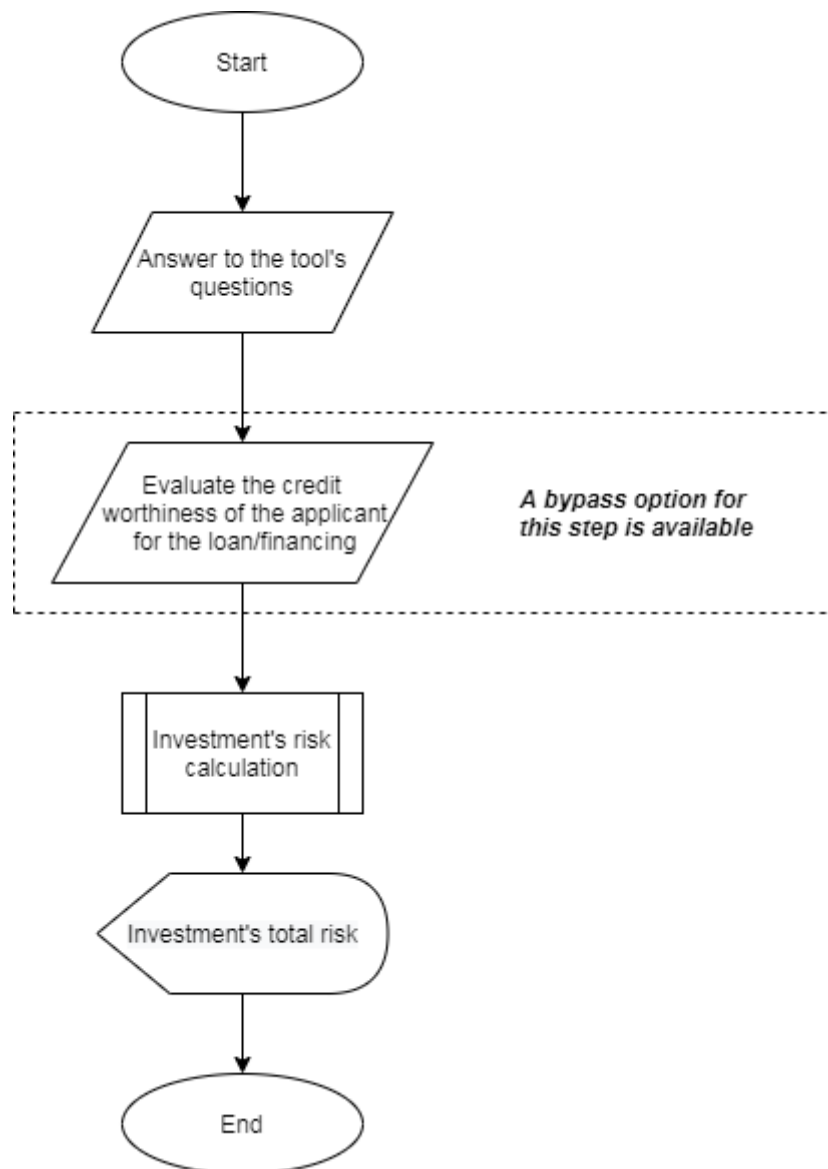 Start
Answer to the tool's
questions
Evaluate the credit
worthiness of the applicant
for the loan/financing
A bypass option for
this step is available
Investment's risk
calculation
Investment's total risk
End